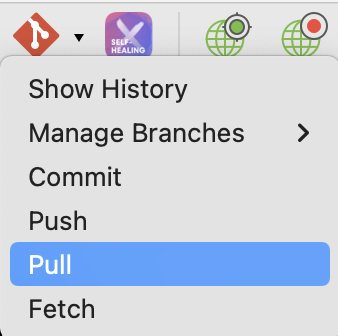 SELF-
HEALING
Show History
Manage Branches
Commit
Push
Pull
Fetch